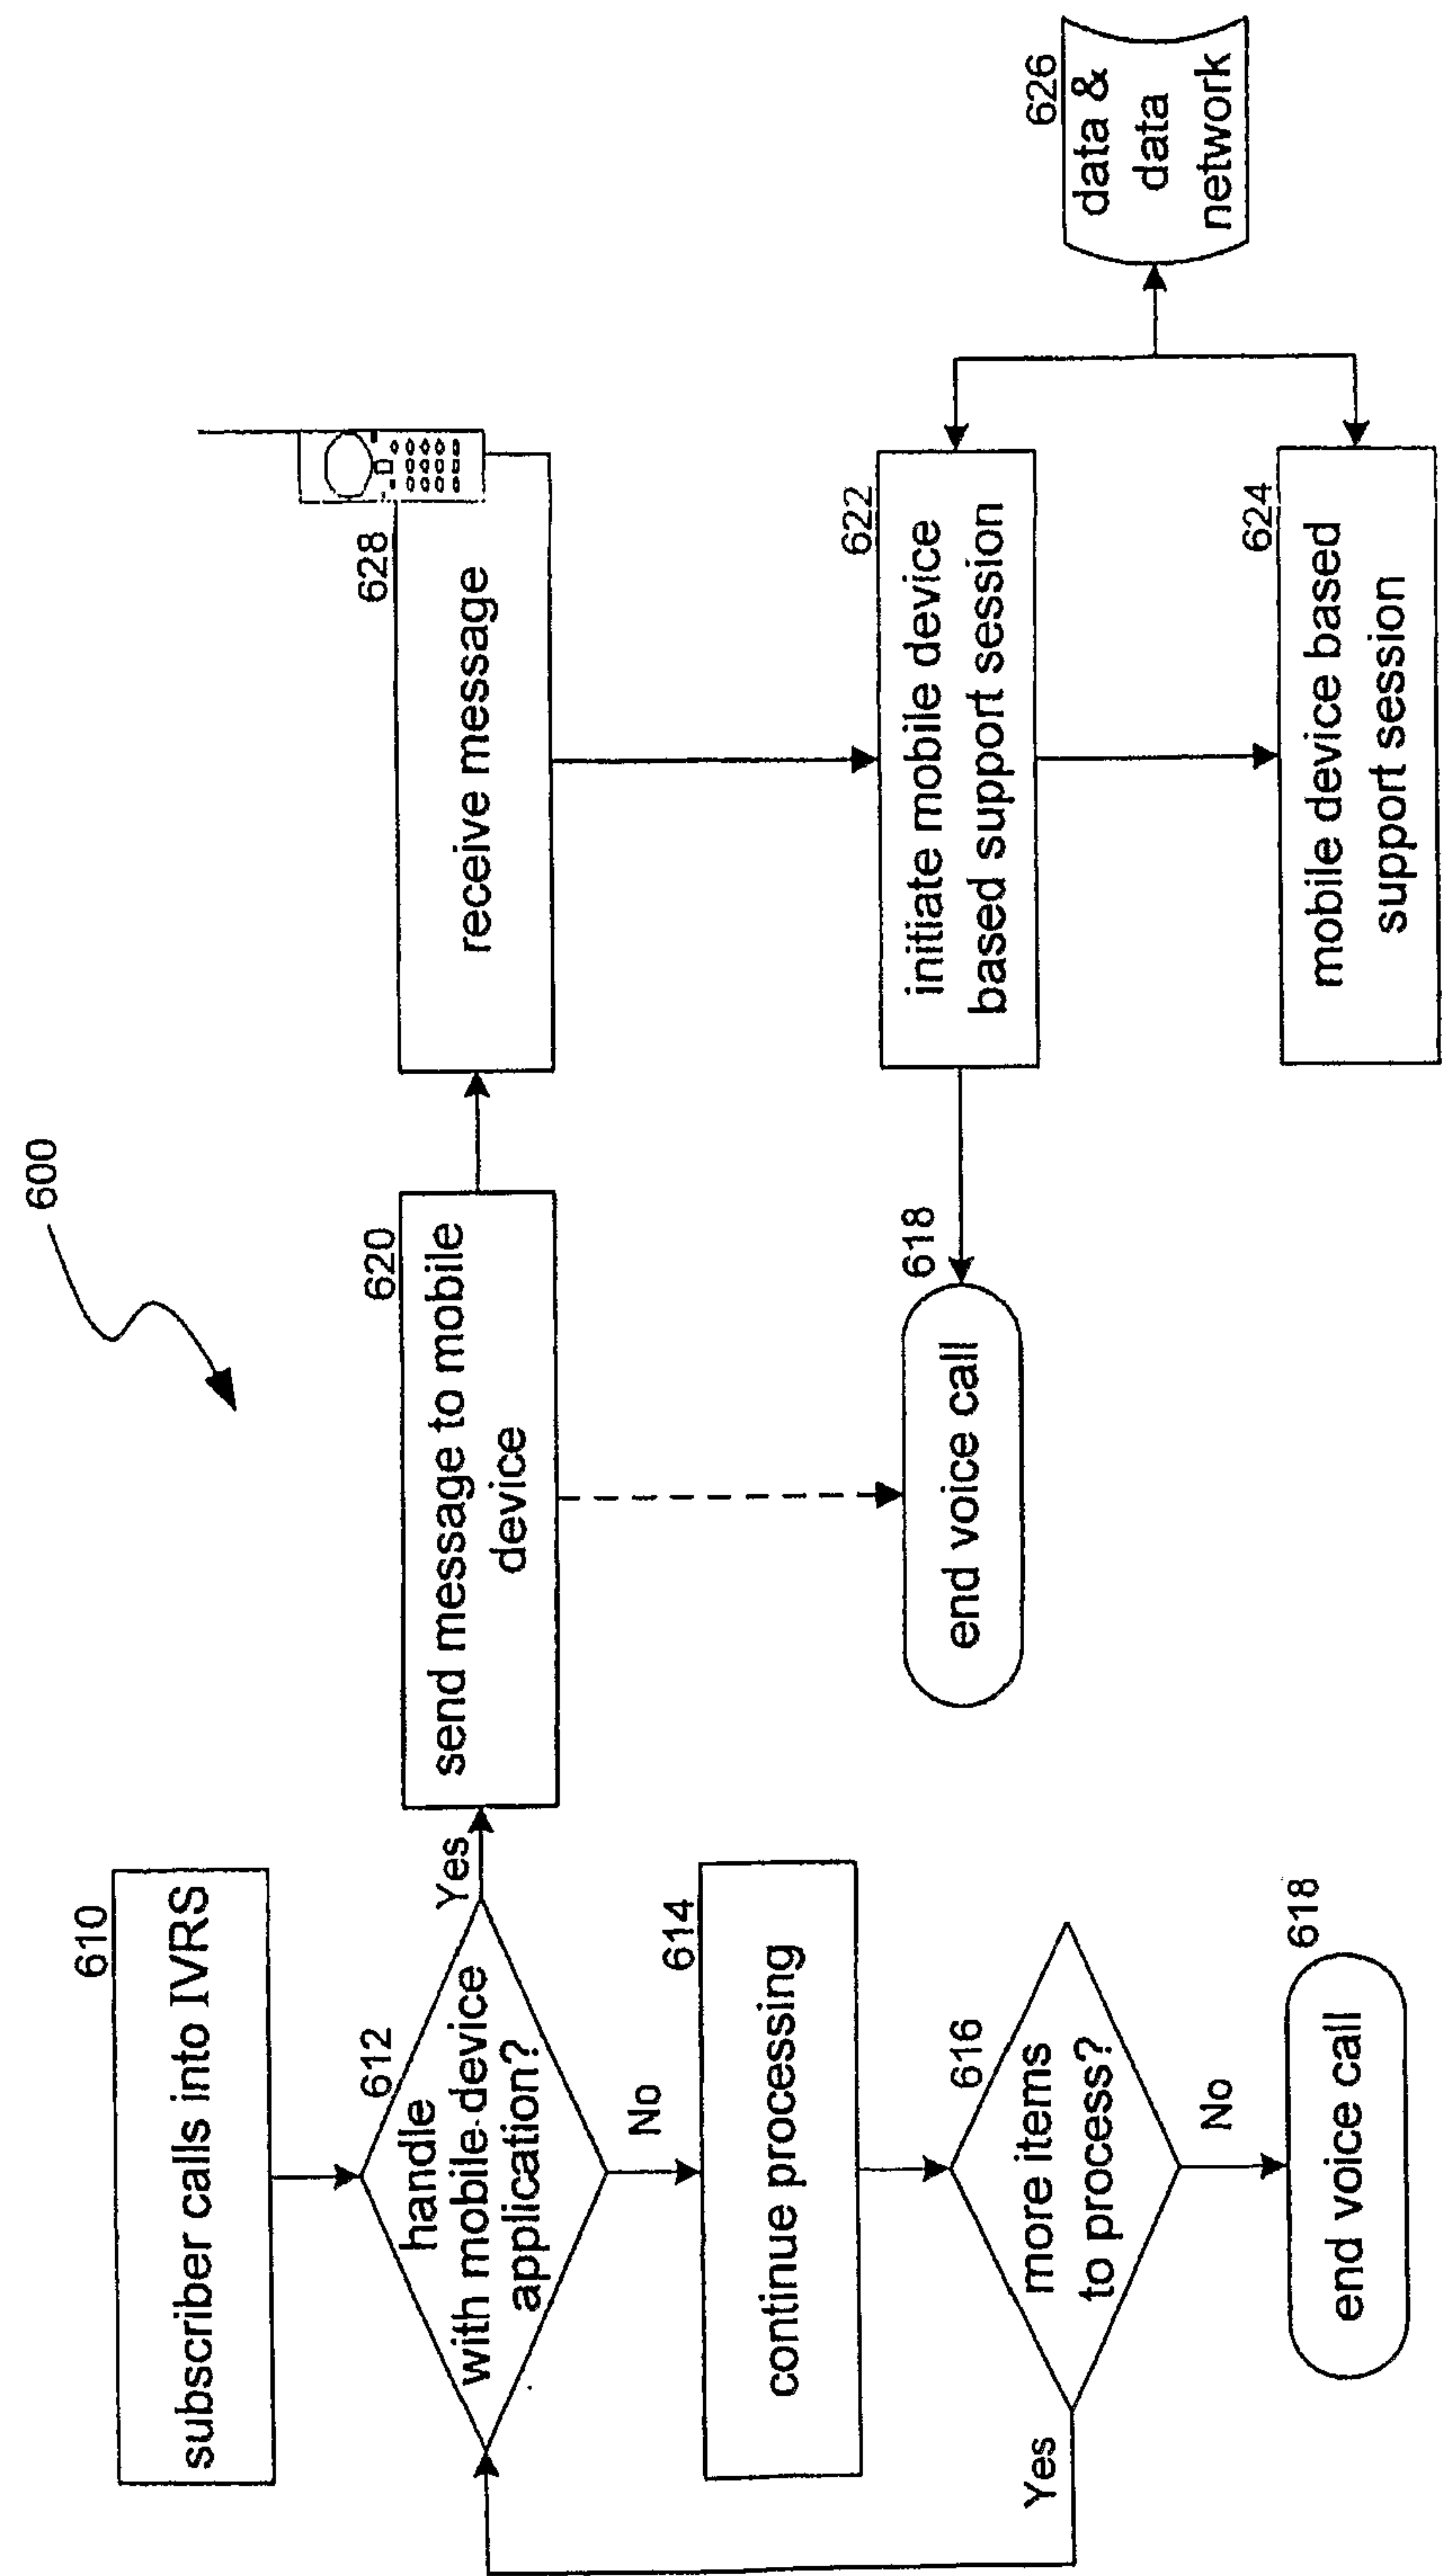 600
610
subscriber calls into IVRS
612
handle
with mobile-device
application?
Yes
No
614
continue processing
616
more items
to process?
Yes
No
618
end voice call
620
send message to mobile
device
618
end voice call
628
receive message
622
initiate mobile device
based support session
624
mobile device based
support session
626
data &
data
network